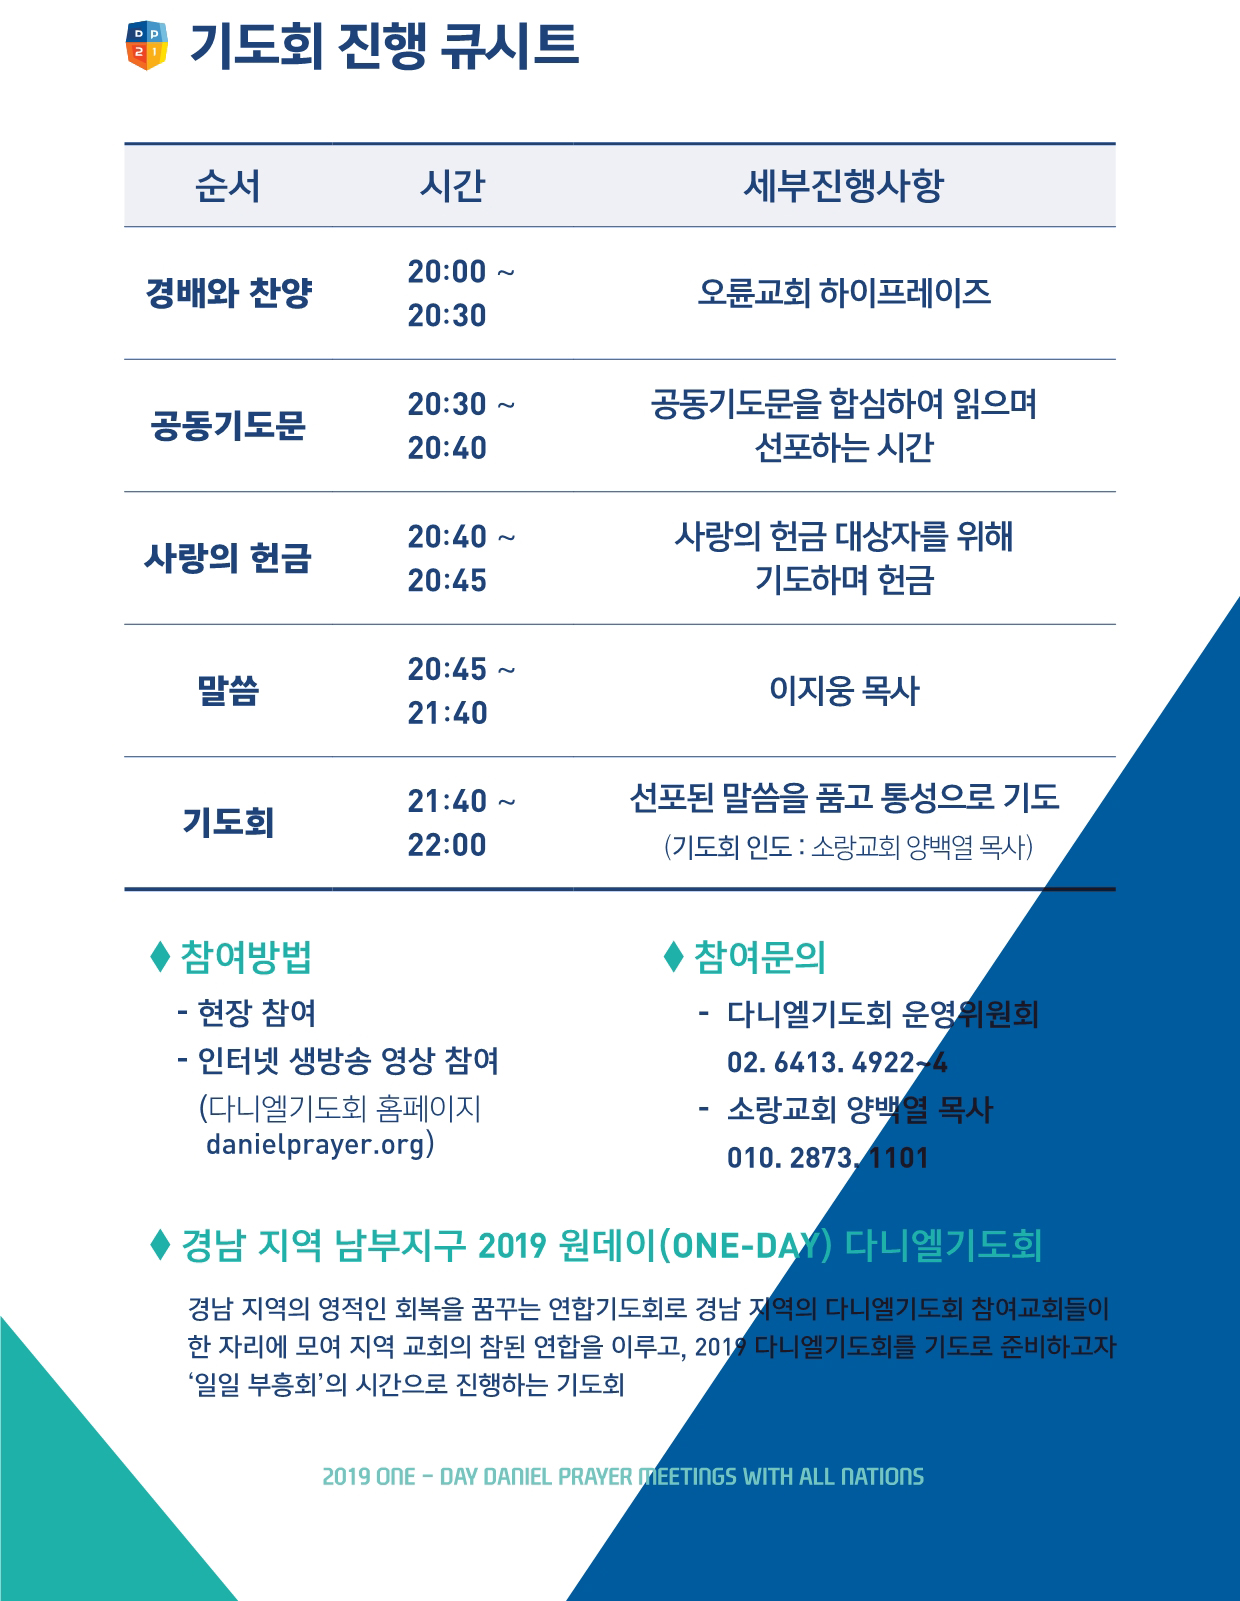 DP
21
기도회 진행 큐시트
순서 시간 세부진행사항
경배와 찬양
20:00 ~
20:30
오륜교회 하이프레이즈
공동기도문
20:30 ~
20:40
공동기도문을 합심하여 읽으며
선포하는 시간
사랑의 헌금
20:40 ~
20:45
사랑의 헌금 대상자를 위해
기도하며 헌금
말씀
20:45 ~
21:40
이지웅 목사
기도회
21:40 ~
22:00
선포된 말씀을 품고 통성으로 기도
(기도회 인도 : 소랑교회 양백열 목사)
♦ 참여방법
- 현장 참여
- 인터넷 생방송 영상 참여
(다니엘기도회 홈페이지
danielprayer.org)
♦ 참여문의
- 다니엘기도회 운영위원회
02. 6413. 4922~4
- 소랑교회 양백열 목사
010. 2873. 1101
♦ 경남 지역 남부지구 2019 원데이(ONE-DAY) 다니엘기도회
경남 지역의 영적인 회복을 꿈꾸는 연합기도회로 경남 지역의 다니엘기도회 참여교회들이
한 자리에 모여 지역 교회의 참된 연합을 이루고, 2019 다니엘기도회를 기도로 준비하고자
‘일일 부흥회’의 시간으로 진행하는 기도회
2019 ONE - DAY DANIEL PRAYER MEETINGS WITH ALL NATIONS